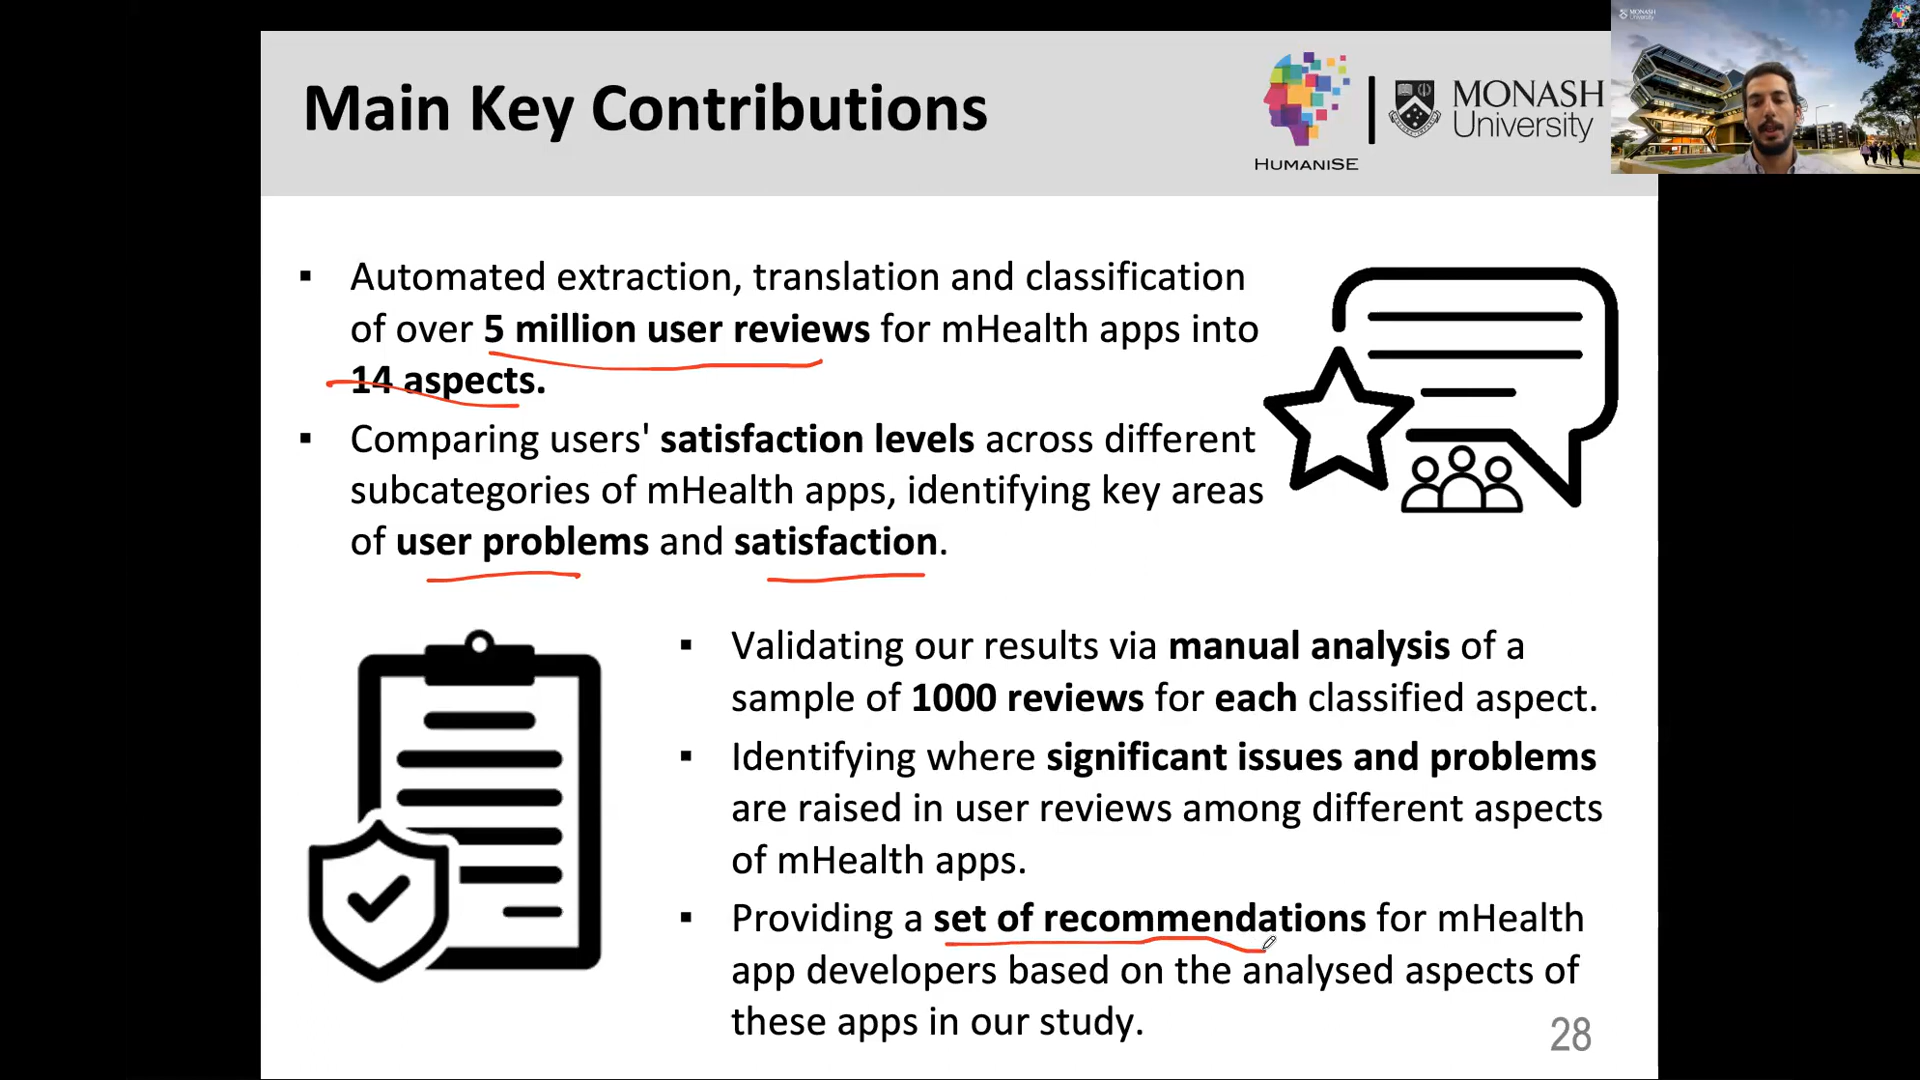 Main Key Contributions
HUMANISE
MONASH
University
MONASH
University
▪ Automated extraction, translation and classification
of over 5 million user reviews for mHealth apps into
14 aspects.
▪ Comparing users' satisfaction levels across different
subcategories of mHealth apps, identifying key areas
of user problems and satisfaction.
▪ Validating our results via manual analysis of a
sample of 1000 reviews for each classified aspect.
▪ Identifying where significant issues and problems
are raised in user reviews among different aspects
of mHealth apps.
▪ Providing a set of recommendations for mHealth
app developers based on the analysed aspects of
these apps in our study.
28